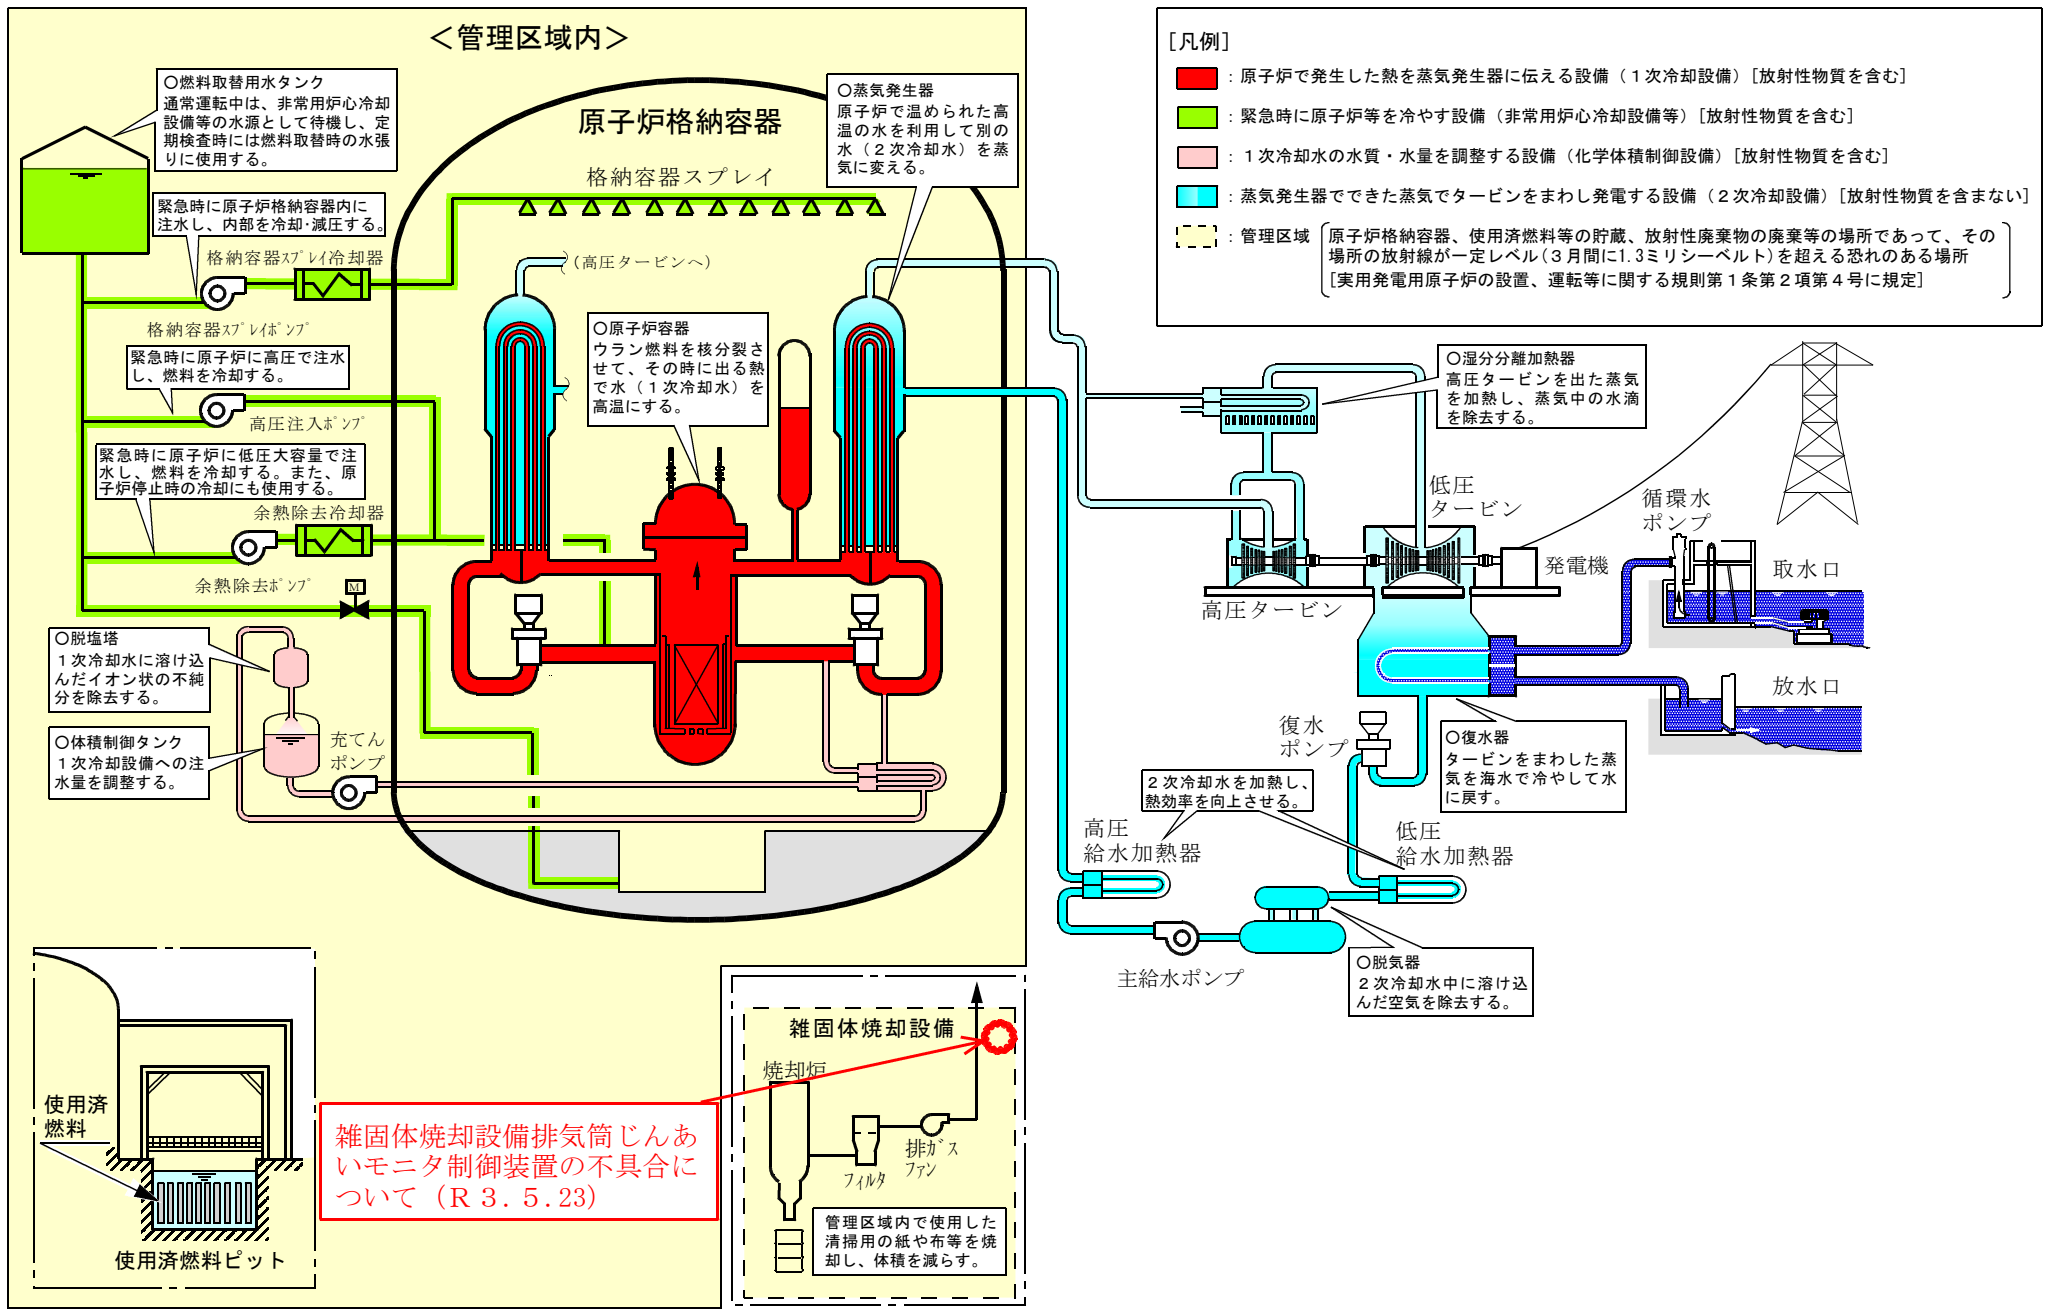 ＜管理区域内＞
○燃料取替用水タンク
通常運転中は、非常用炉心冷却
設備等の水源として待機し、定
期検査時には燃料取替時の水張
りに使用する。
緊急時に原子炉格納容器内に
注水し、内部を冷却･減圧する。
格納容器ｽﾌﾟﾚｲ冷却器
格納容器ｽﾌﾟﾚｲﾎﾟﾝﾌﾟ
緊急時に原子炉に高圧で注水
し、燃料を冷却する。
高圧注入ﾎﾟﾝﾌﾟ
緊急時に原子炉に低圧大容量で注
水し、燃料を冷却する。また、原
子炉停止時の冷却にも使用する。
余熱除去冷却器
余熱除去ﾎﾟﾝﾌﾟ
M
○脱塩塔
１次冷却水に溶け込
んだイオン状の不純
分を除去する。
○体積制御タンク
１次冷却設備への注
水量を調整する。
充てん
ポンプ
原子炉格納容器
格納容器スプレイ
（高圧タービンへ）
○蒸気発生器
原子炉で温められた高
温の水を利用して別の
水（２次冷却水）を蒸
気に変える。
○原子炉容器
ウラン燃料を核分裂さ
せて、その時に出る熱
で水（１次冷却水）を
高温にする。
[凡例]
：原子炉で発生した熱を蒸気発生器に伝える設備（１次冷却設備）[放射性物質を含む]
：緊急時に原子炉等を冷やす設備（非常用炉心冷却設備等）[放射性物質を含む]
：１次冷却水の水質・水量を調整する設備（化学体積制御設備）[放射性物質を含む]
：蒸気発生器でできた蒸気でタービンをまわし発電する設備（２次冷却設備）[放射性物質を含まない]
：管理区域
原子炉格納容器、使用済燃料等の貯蔵、放射性廃棄物の廃棄等の場所であって、その
場所の放射線が一定レベル(３月間に1.3ミリシーベルト)を超える恐れのある場所
[実用発電用原子炉の設置、運転等に関する規則第１条第２項第４号に規定]
○湿分分離加熱器
高圧タービンを出た蒸気
を加熱し、蒸気中の水滴
を除去する。
低圧
タービン
高圧タービン
発電機
循環水
ポンプ
取水口
放水口
復水
ポンプ
○復水器
タービンをまわした蒸
気を海水で冷やして水
に戻す。
２次冷却水を加熱し、
熱効率を向上させる。
高圧
給水加熱器
低圧
給水加熱器
主給水ポンプ
○脱気器
２次冷却水中に溶け込
んだ空気を除去する。
使用済
燃料
使用済燃料ピット
雑固体焼却設備排気筒じんあ
いモニタ制御装置の不具合に
ついて（Ｒ３．５．23）
雑固体焼却設備
焼却炉
フィルタ
排ｶﾞｽ
ファン
管理区域内で使用した
清掃用の紙や布等を焼
却し、体積を減らす。